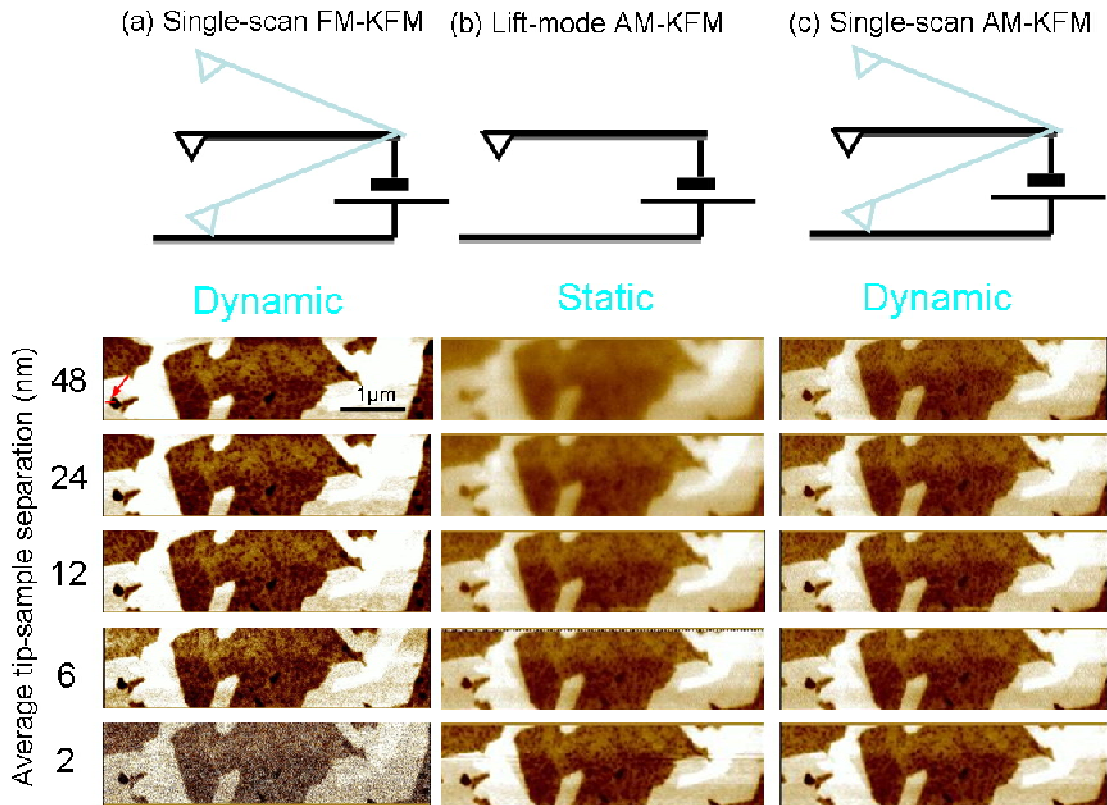 (a) Single-scan FM-KFM
(b) Lift-mode AM-KFM
(c) Single-scan AM-KFM
Dynamic
Static
Dynamic
Average tip-sample separation (nm)
48
1μm
24
12
6
2